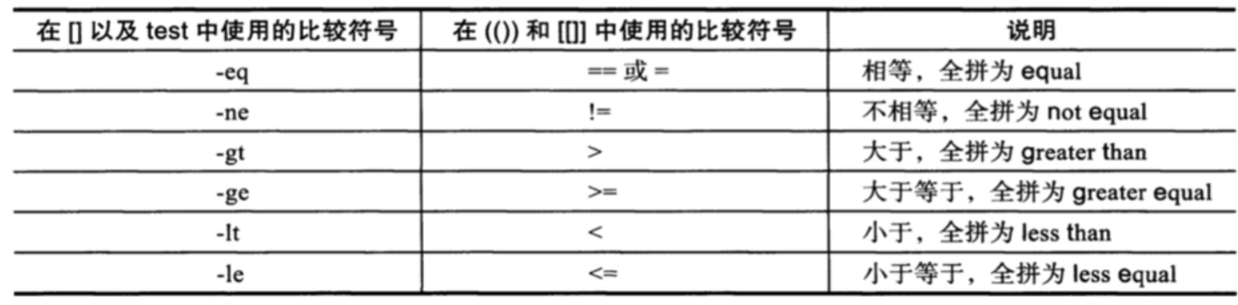 在 [] 以及 test 中使用的比较符号 在 (()) 和 [[]] 中使用的比较符号 说明
-eq == 或 = 相等，全拼为 equal
-ne != 不相等，全拼为 not equal
-gt > 大于，全拼为 greater than
-ge >= 大于等于，全拼为 greater equal
-lt < 小于，全拼为 less than
-le <= 小于等于，全拼为 less equal